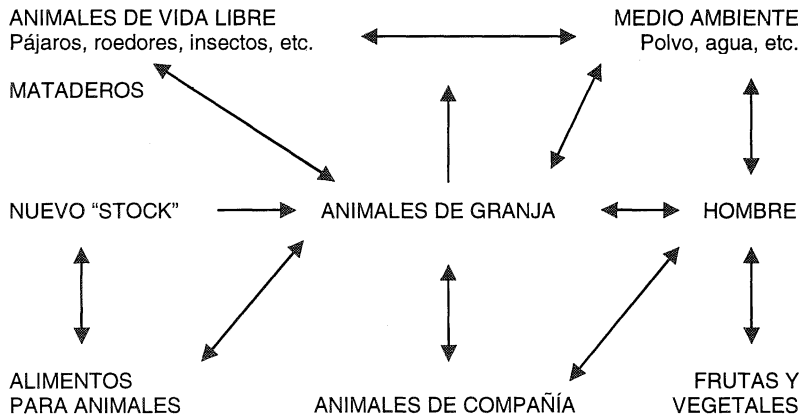 ANIMALES DE VIDA LIBRE
Pájaros, roedores, insectos, etc.
MEDIO AMBIENTE
Polvo, agua, etc.
MATADEROS
NUEVO “STOCK”
ANIMALES DE GRANJA
HOMBRE
ALIMENTOS
PARA ANIMALES
ANIMALES DE COMPAÑÍA
FRUTAS Y
VEGETALES